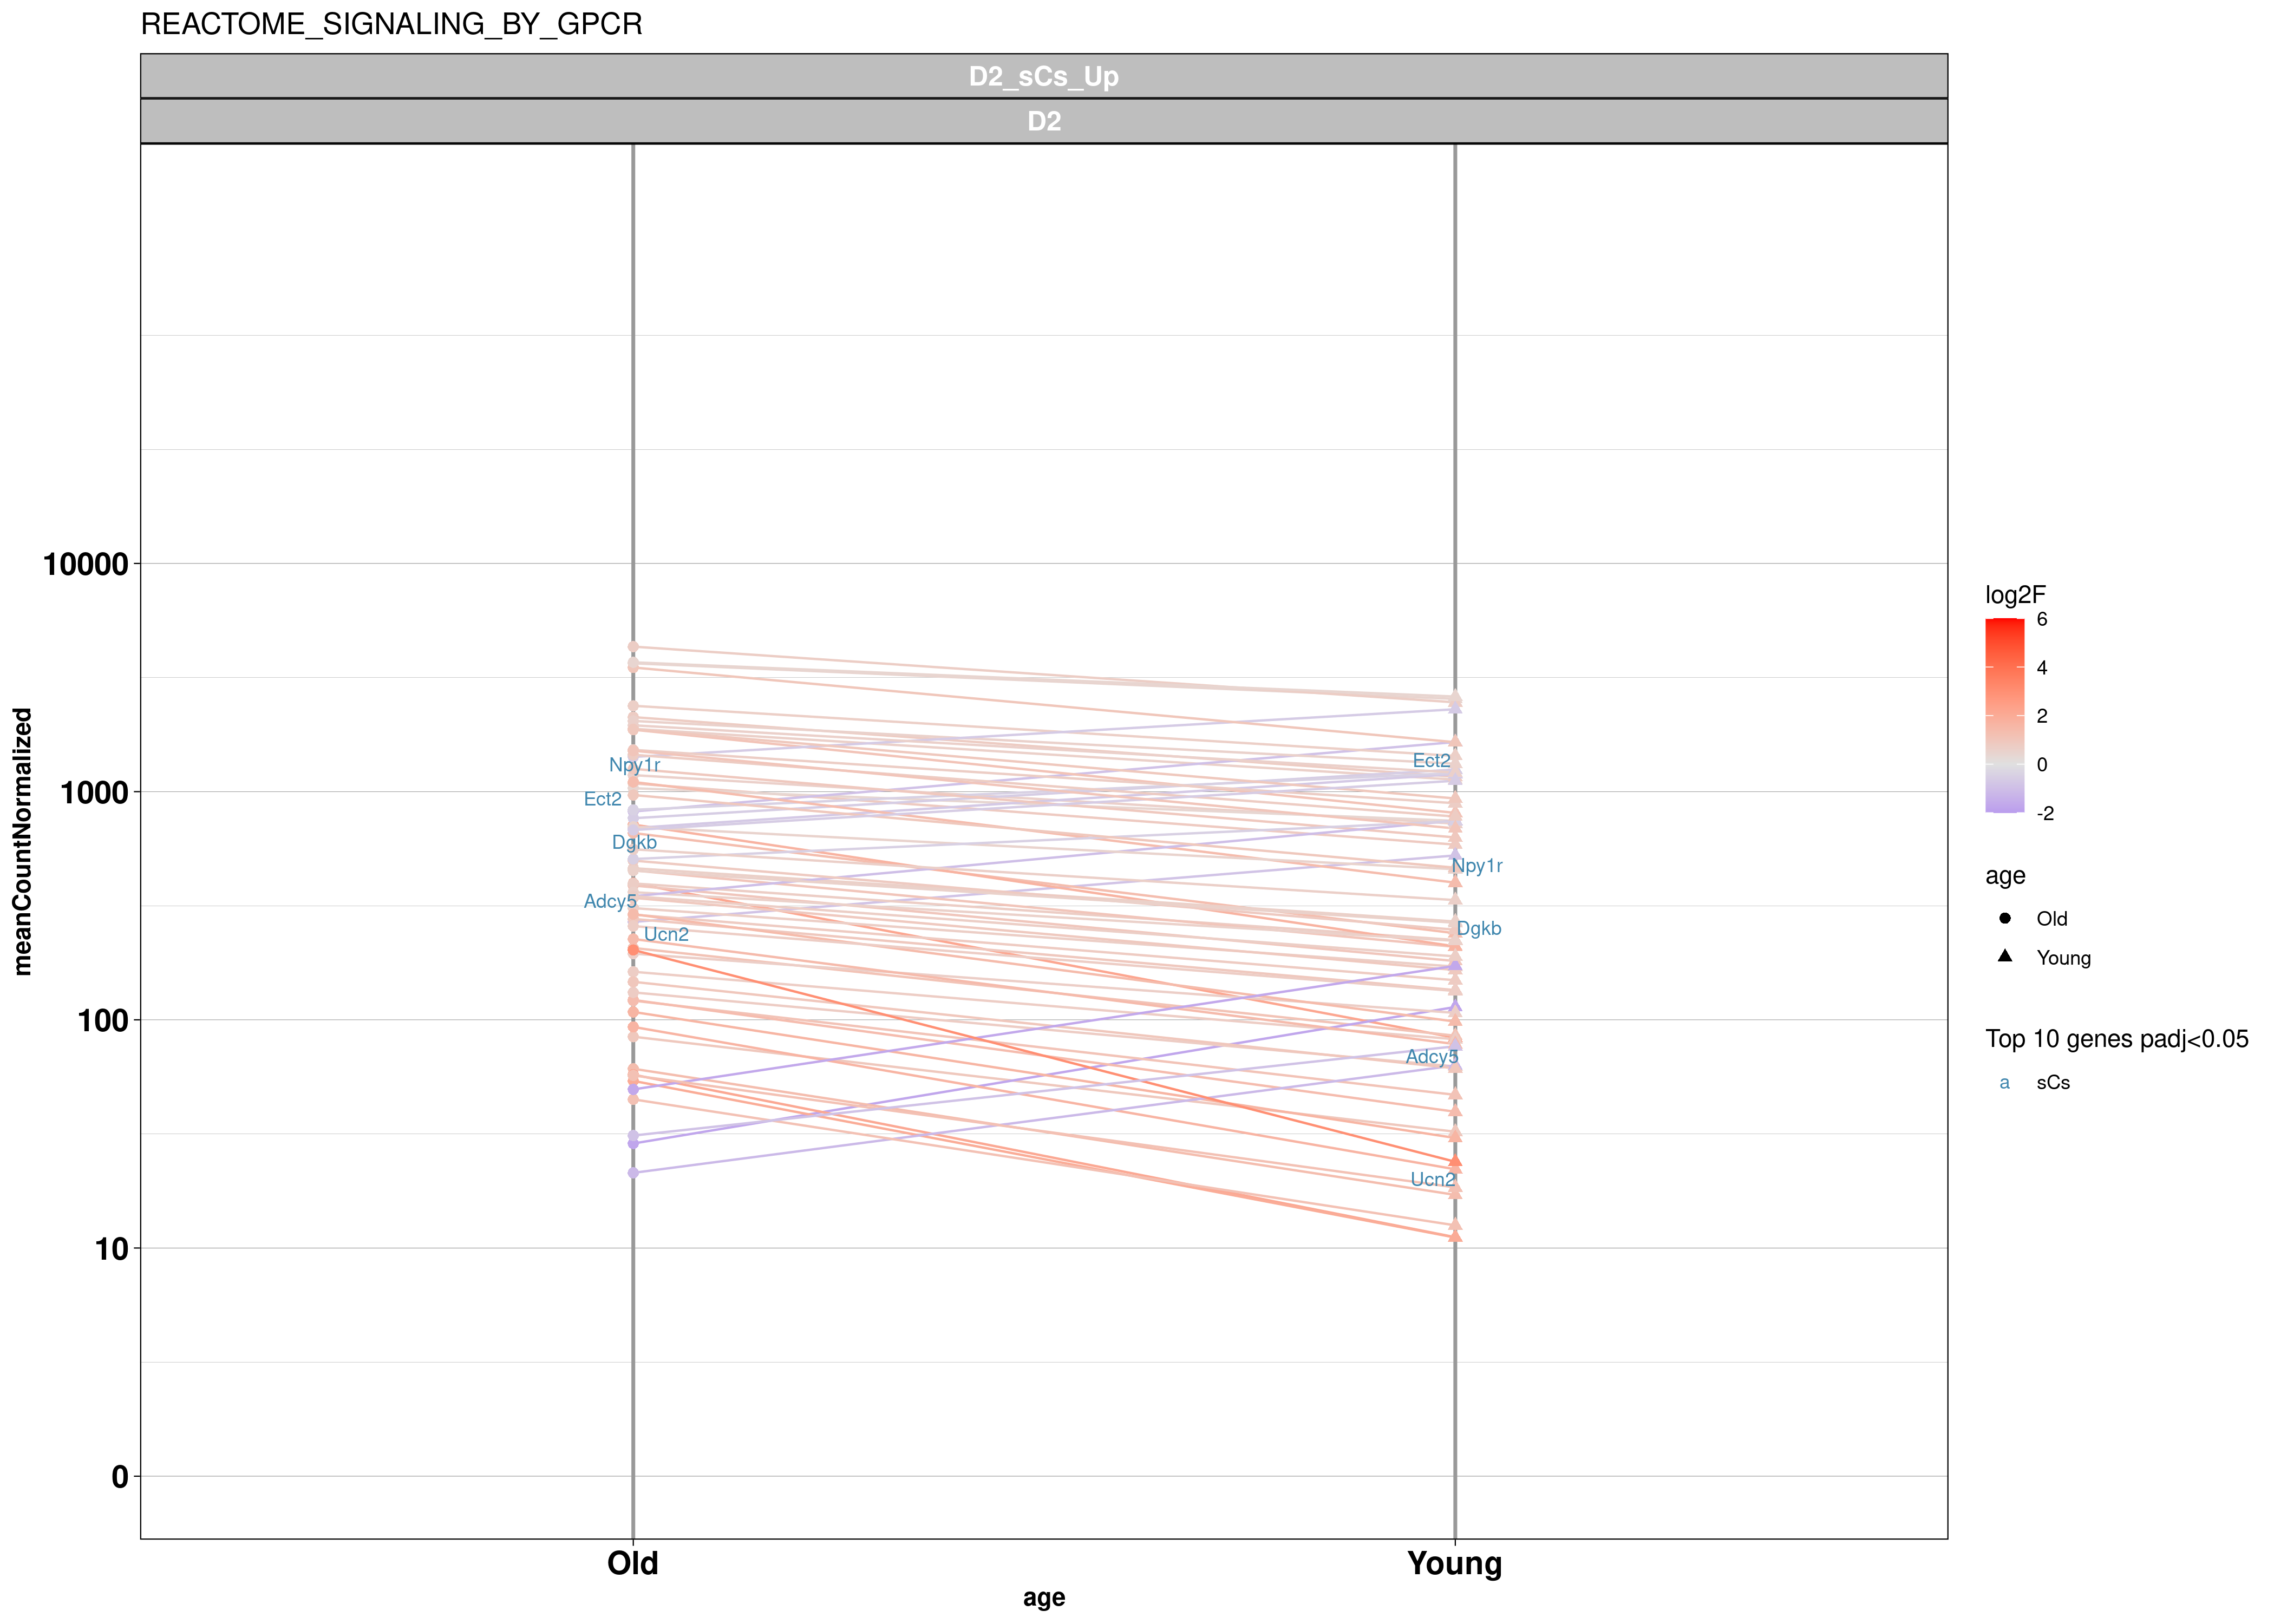 REACTOME_SIGNALING_BY_GPCR
D2_sCs_Up
D2
meanCountNormalized
10000
1000
100
10
0
Npy1r
Ect2
Dgkb
Adcy5
Ucn2
Ect2
Npy1r
Dgkb
Adcy5
Ucn2
Old
Young
age
log2F
6
4
2
0
-2
age
Old
Young
Top 10 genes padj<0.05
a sCs